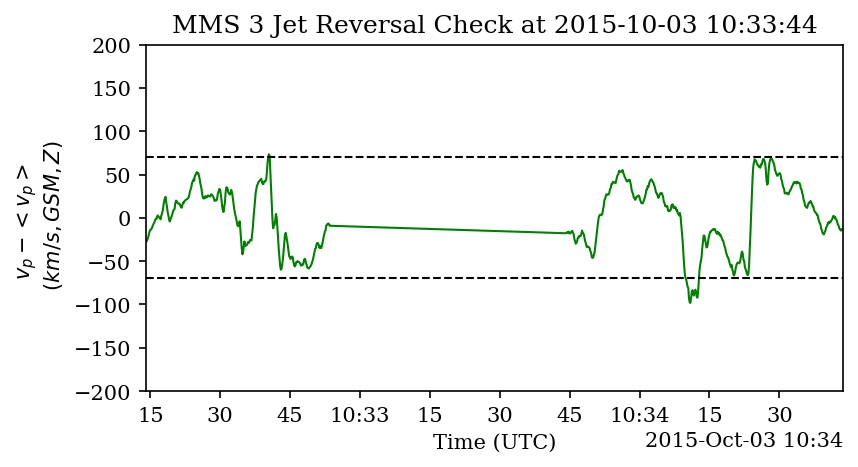 MMS 3 Jet Reversal Check at 2015-10-03 10:33:44
v_p − < v_p >
(km/s, GSM, Z)
200
150
100
50
0
−50
−100
−150
−200
15 30 45 10:33 15 30 45 10:34 15 30
Time (UTC)
2015-Oct-03 10:34